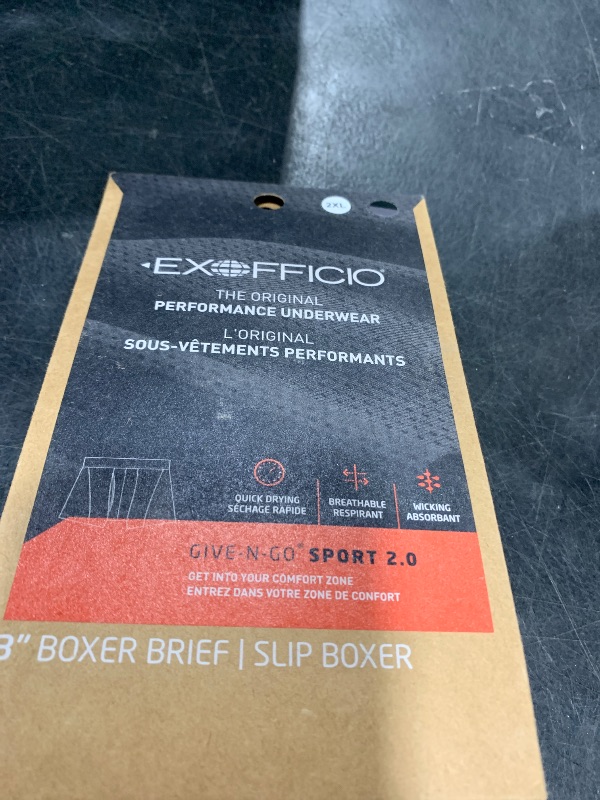 2XL
EXOFFICIO
THE ORIGINAL
PERFORMANCE UNDERWEAR
L'ORIGINAL
SOUS-VÊTEMENTS PERFORMANTS
QUICK DRYING
SÉCHAGE RAPIDE
BREATHABLE
RESPIRANT
WICKING
ABSORBANT
GIVE-N-GO® SPORT 2.0
GET INTO YOUR COMFORT ZONE
ENTREZ DANS VOTRE ZONE DE CONFORT
3" BOXER BRIEF | SLIP BOXER